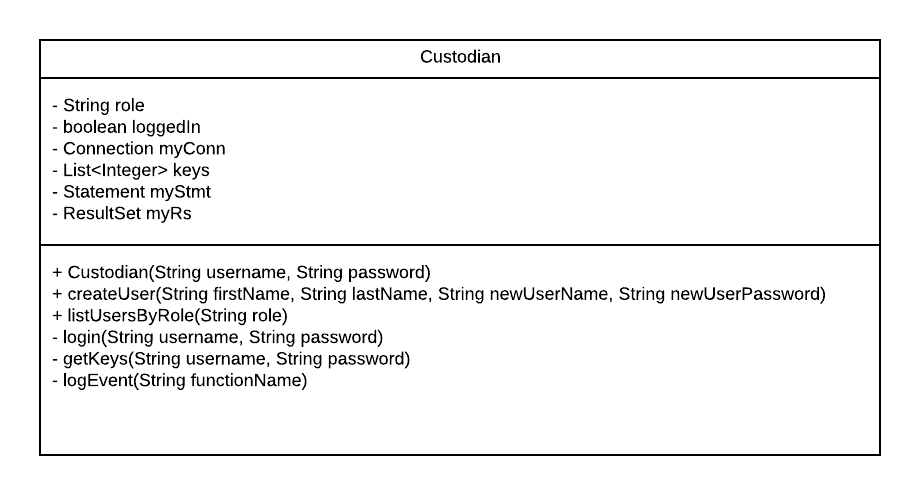 Custodian
- String role
- boolean loggedIn
- Connection myConn
- List<Integer> keys
- Statement myStmt
- ResultSet myRs
+ Custodian(String username, String password)
+ createUser(String firstName, String lastName, String newUserName, String newUserPassword)
+ listUsersByRole(String role)
- login(String username, String password)
- getKeys(String username, String password)
- logEvent(String functionName)